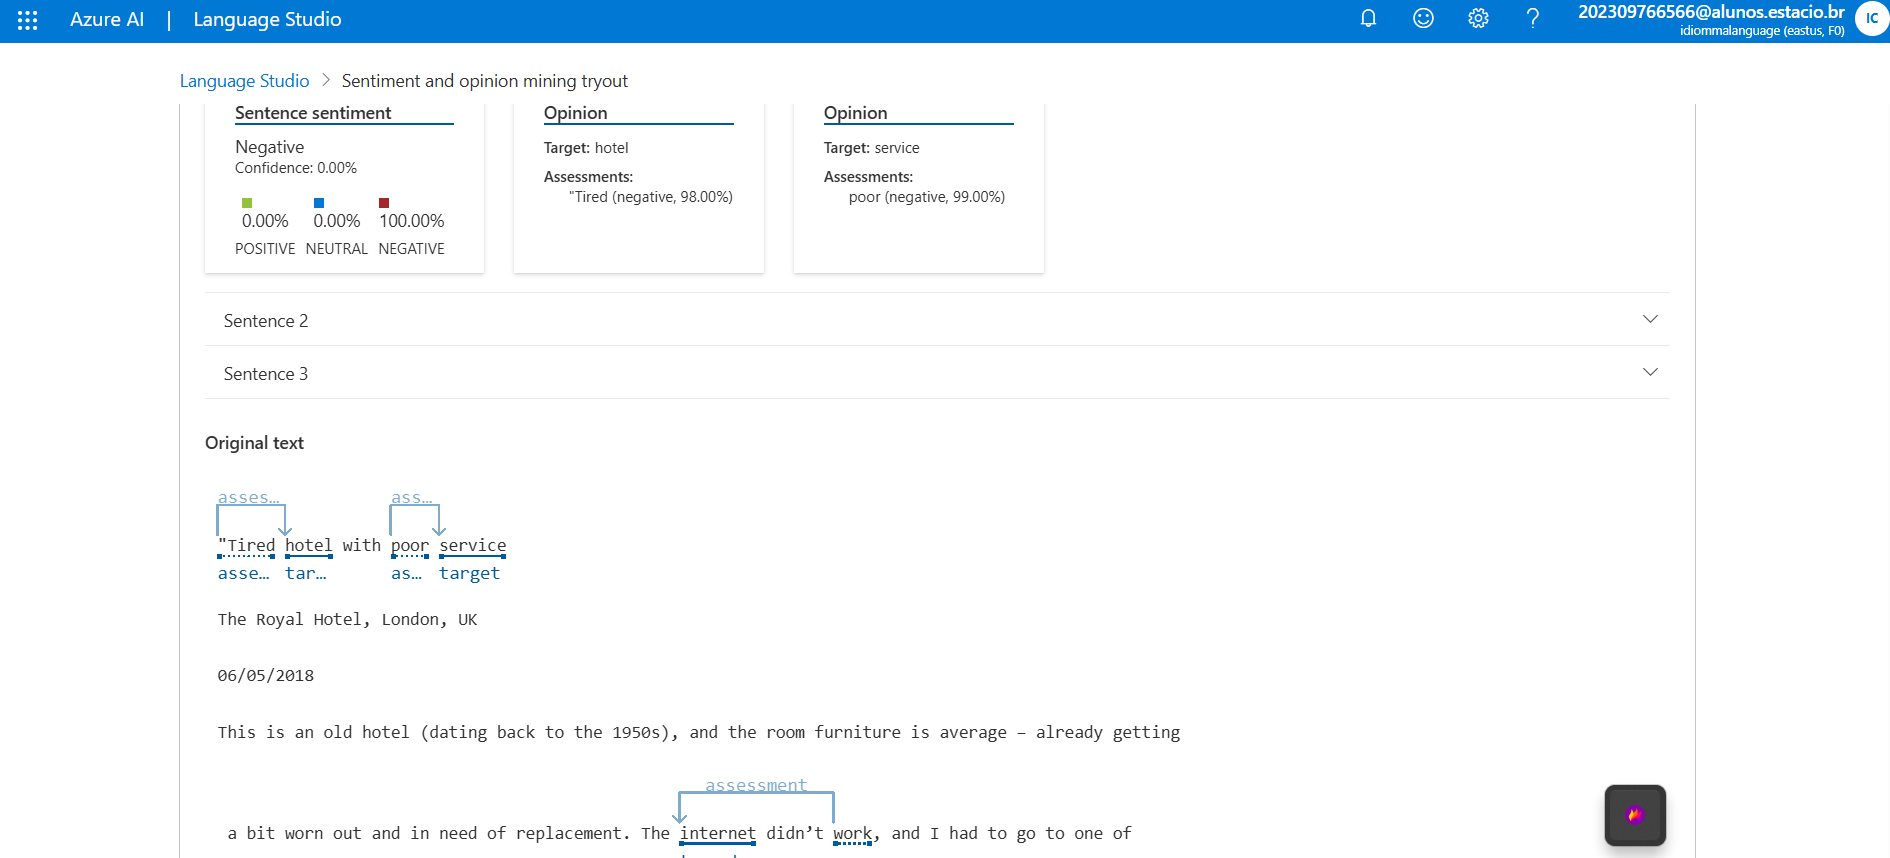 Azure AI | Language Studio
202309766566@alunos.estacio.br
idiommalanguage (eastus, F0)
IC
Language Studio > Sentiment and opinion mining tryout
Sentence sentiment
Negative
Confidence: 0.00%
0.00% 0.00% 100.00%
POSITIVE NEUTRAL NEGATIVE
Opinion
Target: hotel
Assessments:
"Tired (negative, 98.00%)
Opinion
Target: service
Assessments:
poor (negative, 99.00%)
Sentence 2
Sentence 3
Original text
asses… ass…
"Tired hotel with poor service
asse… tar… as… target
The Royal Hotel, London, UK
06/05/2018
This is an old hotel (dating back to the 1950s), and the room furniture is average – already getting
assessment
a bit worn out and in need of replacement. The internet didn’t work, and I had to go to one of